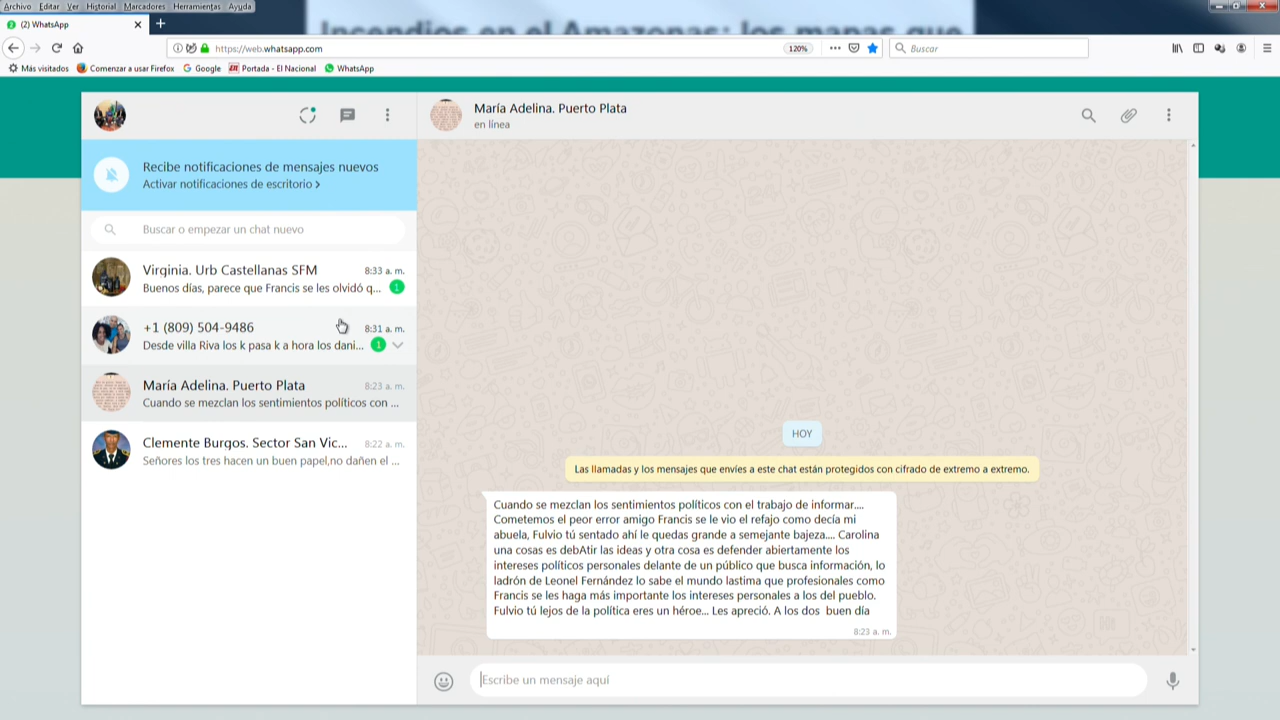 Archivo Editar Ver Historial Marcadores Herramientas Ayuda
Incendios en el Amazonas: los mapas que
(2) WhatsApp
https://web.whatsapp.com
120%
Buscar
Más visitados Comenzar a usar Firefox Google Portada - El Nacional WhatsApp
María Adelina. Puerto Plata
en línea
Recibe notificaciones de mensajes nuevos
Activar notificaciones de escritorio >
Buscar o empezar un chat nuevo
Virginia. Urb Castellanas SFM 8:33 a. m.
Buenos días, parece que Francis se les olvidó q... 1
+1 (809) 504-9486 8:31 a. m.
Desde villa Riva los k pasa k a hora los dani... 1
María Adelina. Puerto Plata 8:23 a. m.
Cuando se mezclan los sentimientos políticos con ...
Clemente Burgos. Sector San Vic... 8:22 a. m.
Señores los tres hacen un buen papel,no dañen el ...
HOY
Las llamadas y los mensajes que envíes a este chat están protegidos con cifrado de extremo a extremo.
Cuando se mezclan los sentimientos políticos con el trabajo de informar....
Cometemos el peor error amigo Francis se le vio el refajo como decía mi
abuela, Fulvio tú sentado ahí le quedas grande a semejante bajeza.... Carolina
una cosas es debAtir las ideas y otra cosa es defender abiertamente los
intereses políticos personales delante de un público que busca información, lo
ladrón de Leonel Fernández lo sabe el mundo lastima que profesionales como
Francis se les haga más importante los intereses personales a los del pueblo.
Fulvio tú lejos de la política eres un héroe... Les apreció. A los dos  buen día
8:23 a. m.
Escribe un mensaje aquí